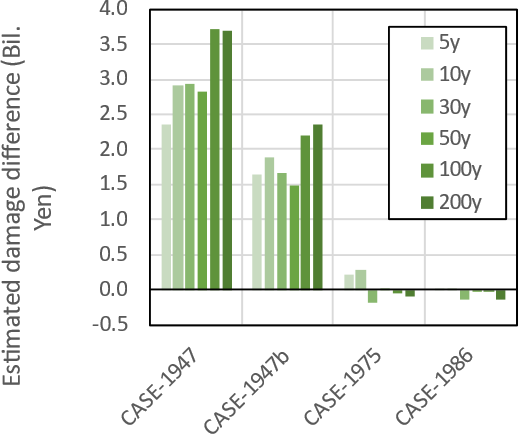 Estimated damage difference (Bil.
Yen)
4.0
3.5
3.0
2.5
2.0
1.5
1.0
0.5
0.0
-0.5
5y
10y
30y
50y
100y
200y
CASE-1947
CASE-1947b
CASE-1975
CASE-1986